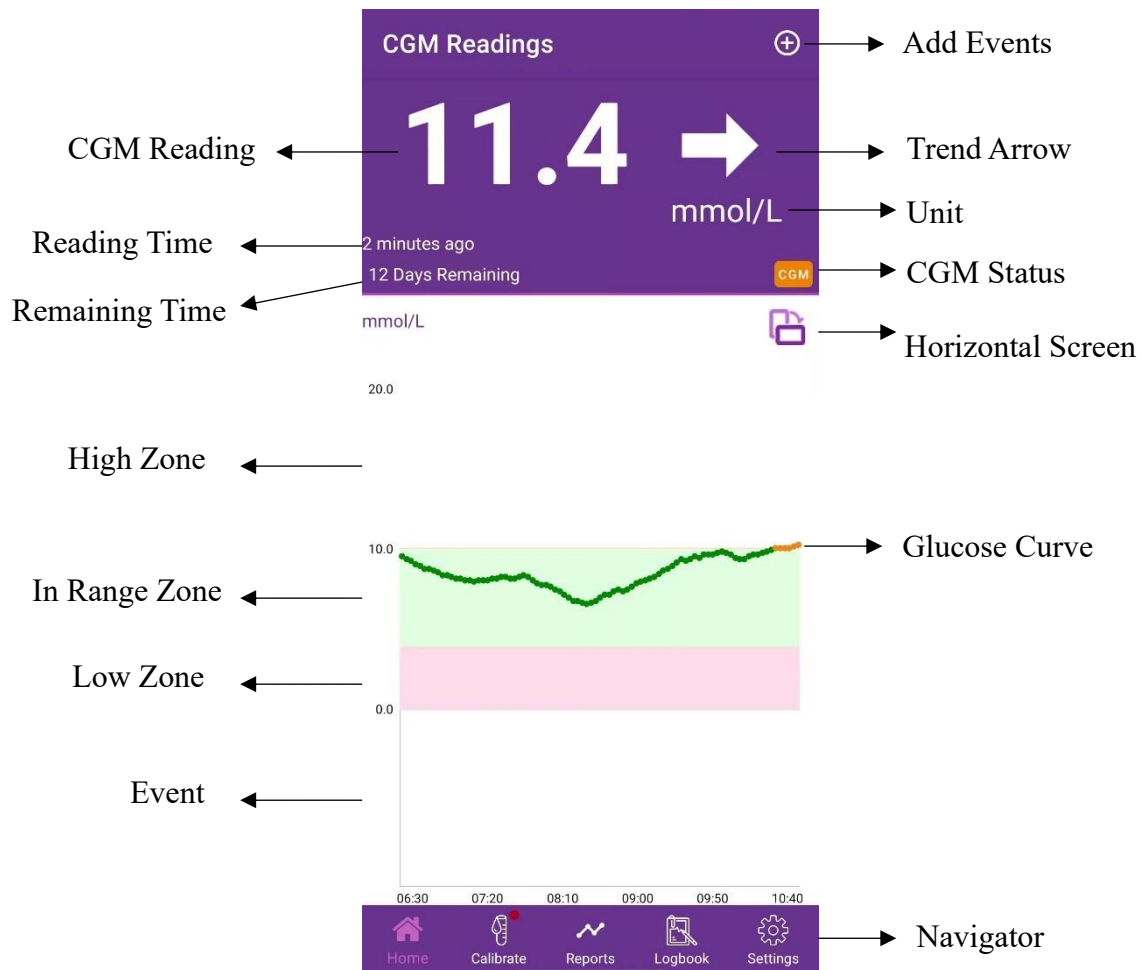 CGM Readings
Add Events
CGM Reading
11.4
Trend Arrow
mmol/L
Unit
Reading Time
2 minutes ago
Remaining Time
12 Days Remaining
CGM
CGM Status
mmol/L
Horizontal Screen
20.0
High Zone
10.0
Glucose Curve
In Range Zone
Low Zone
0.0
Event
06:30 07:20 08:10 09:00 09:50 10:40
Home Calibrate Reports Logbook Settings
Navigator